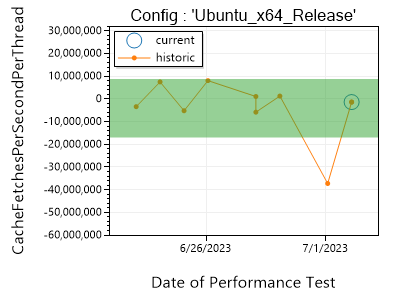 Config : 'Ubuntu_x64_Release'
CacheFetchesPerSecondPerThread
30,000,000
20,000,000
10,000,000
0
-10,000,000
-20,000,000
-30,000,000
-40,000,000
-50,000,000
-60,000,000
current
historic
6/26/2023
7/1/2023
Date of Performance Test